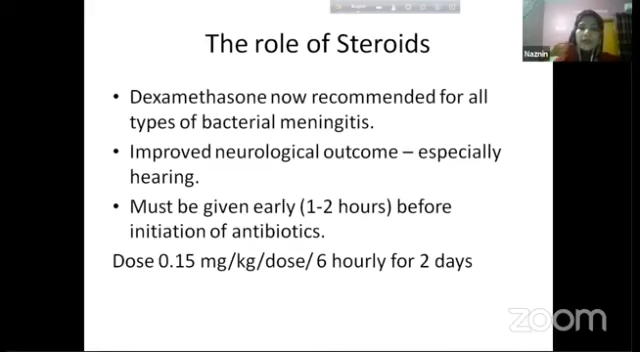 The role of Steroids
Naznin
• Dexamethasone now recommended for all
types of bacterial meningitis.
• Improved neurological outcome – especially
hearing.
• Must be given early (1-2 hours) before
initiation of antibiotics.
Dose 0.15 mg/kg/dose/ 6 hourly for 2 days
zoom